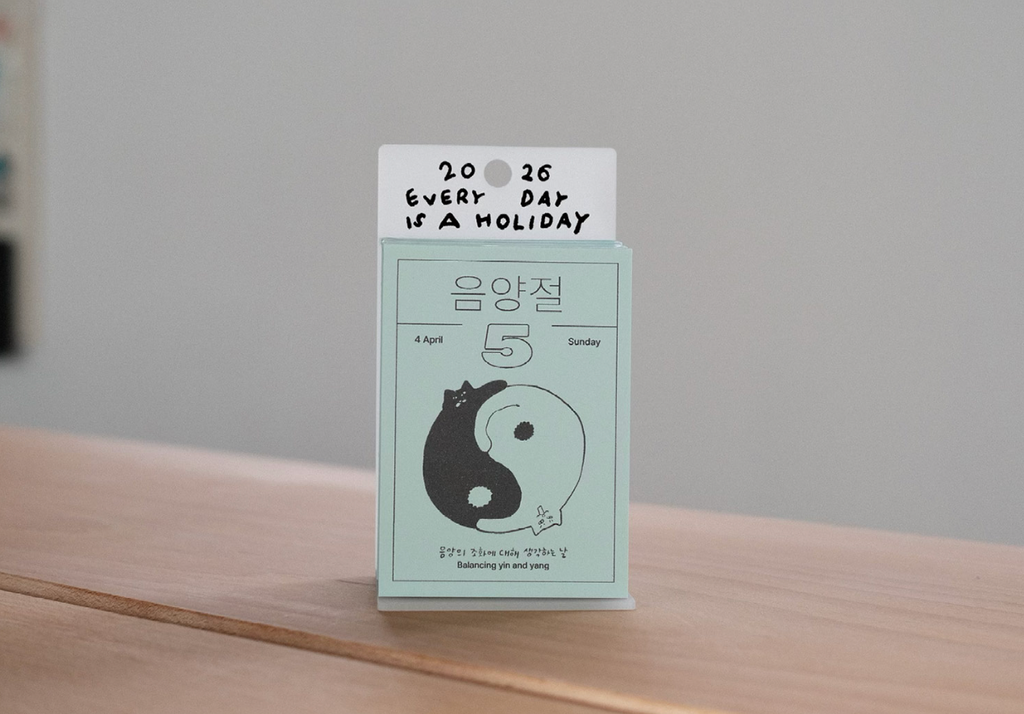 20 26
EVERY DAY
IS A HOLIDAY
음양절
4 April 5 Sunday
음양의 조화에 대해 생각하는 날
Balancing yin and yang